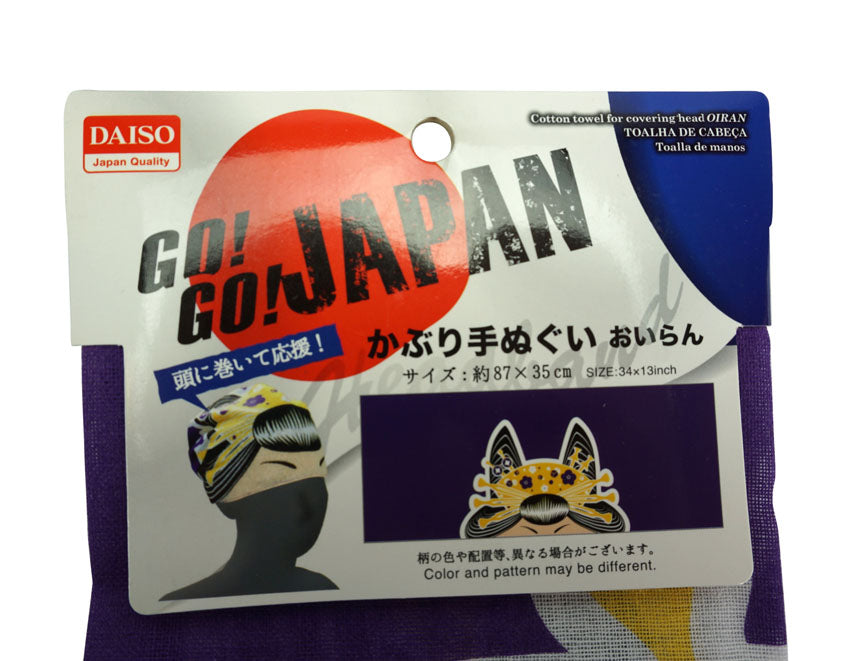 DAISO
Japan Quality
Cotton towel for covering head OIRAN
TOALHA DE CABEÇA
Toalla de manos
GO!
GO! JAPAN
Headband
頭に巻いて応援！
かぶり手ぬぐい おいらん
サイズ：約87×35cm SIZE:34×13inch
柄の色や配置等、異なる場合がございます。
Color and pattern may be different.